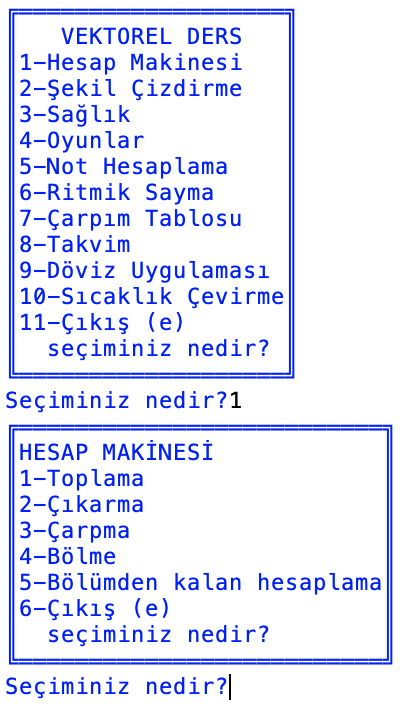 VEKTOREL DERS
1-Hesap Makinesi
2-Şekil Çizdirme
3-Sağlık
4-Oyunlar
5-Not Hesaplama
6-Ritmik Sayma
7-Çarpım Tablosu
8-Takvim
9-Döviz Uygulaması
10-Sıcaklık Çevirme
11-Çıkış (e)
seçiminiz nedir?
Seçiminiz nedir?1
HESAP MAKİNESİ
1-Toplama
2-Çıkarma
3-Çarpma
4-Bölme
5-Bölümden kalan hesaplama
6-Çıkış (e)
seçiminiz nedir?
Seçiminiz nedir?